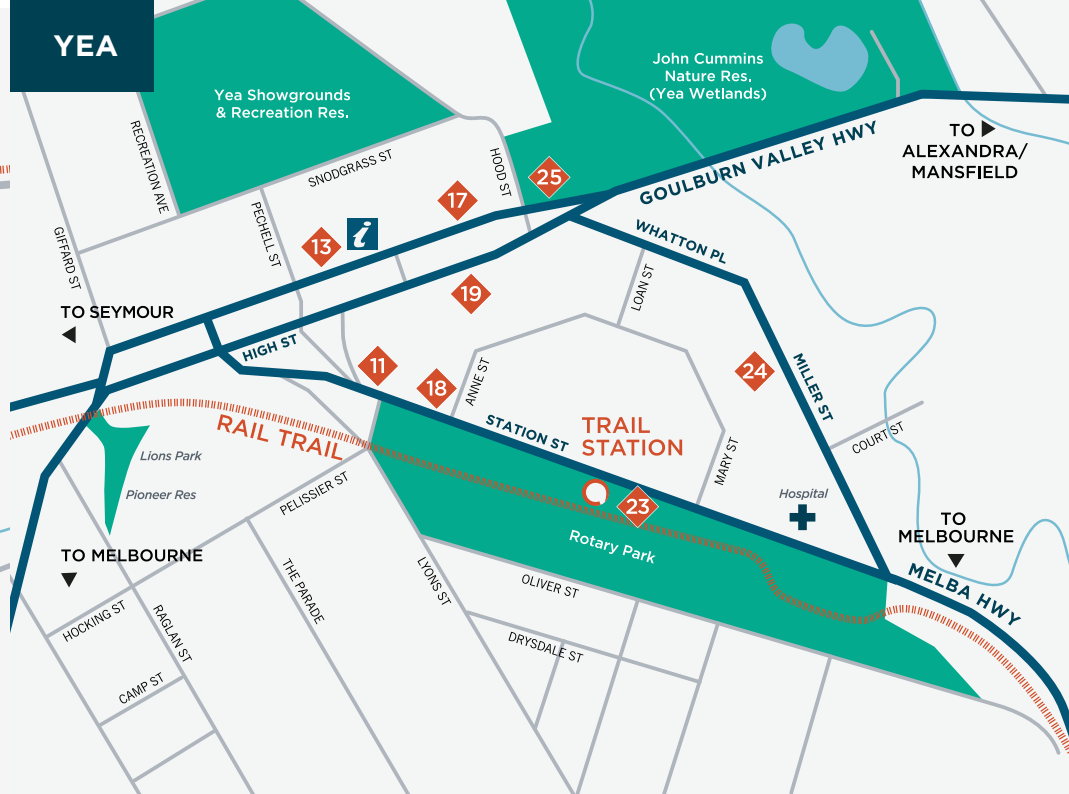 YEA
Yea Showgrounds
& Recreation Res.
John Cummins
Nature Res.
(Yea Wetlands)
TO
ALEXANDRA/
MANSFIELD
GOULBURN VALLEY HWY
RECREATION AVE
SNODGRASS ST
HOOD ST
25
17
PECHELL ST
13
i
GIFFARD ST
WHATTON PL
LOAN ST
19
TO SEYMOUR
HIGH ST
11
18
ANNE ST
24
MILLER ST
RAIL TRAIL
STATION ST
TRAIL
STATION
MARY ST
COURT ST
Lions Park
Pioneer Res
PELISSIER ST
23
Hospital
Rotary Park
TO
MELBOURNE
TO MELBOURNE
MELBA HWY
THE PARADE
LYONS ST
OLIVER ST
HOCKING ST
RAGLAN ST
DRYSDALE ST
CAMP ST